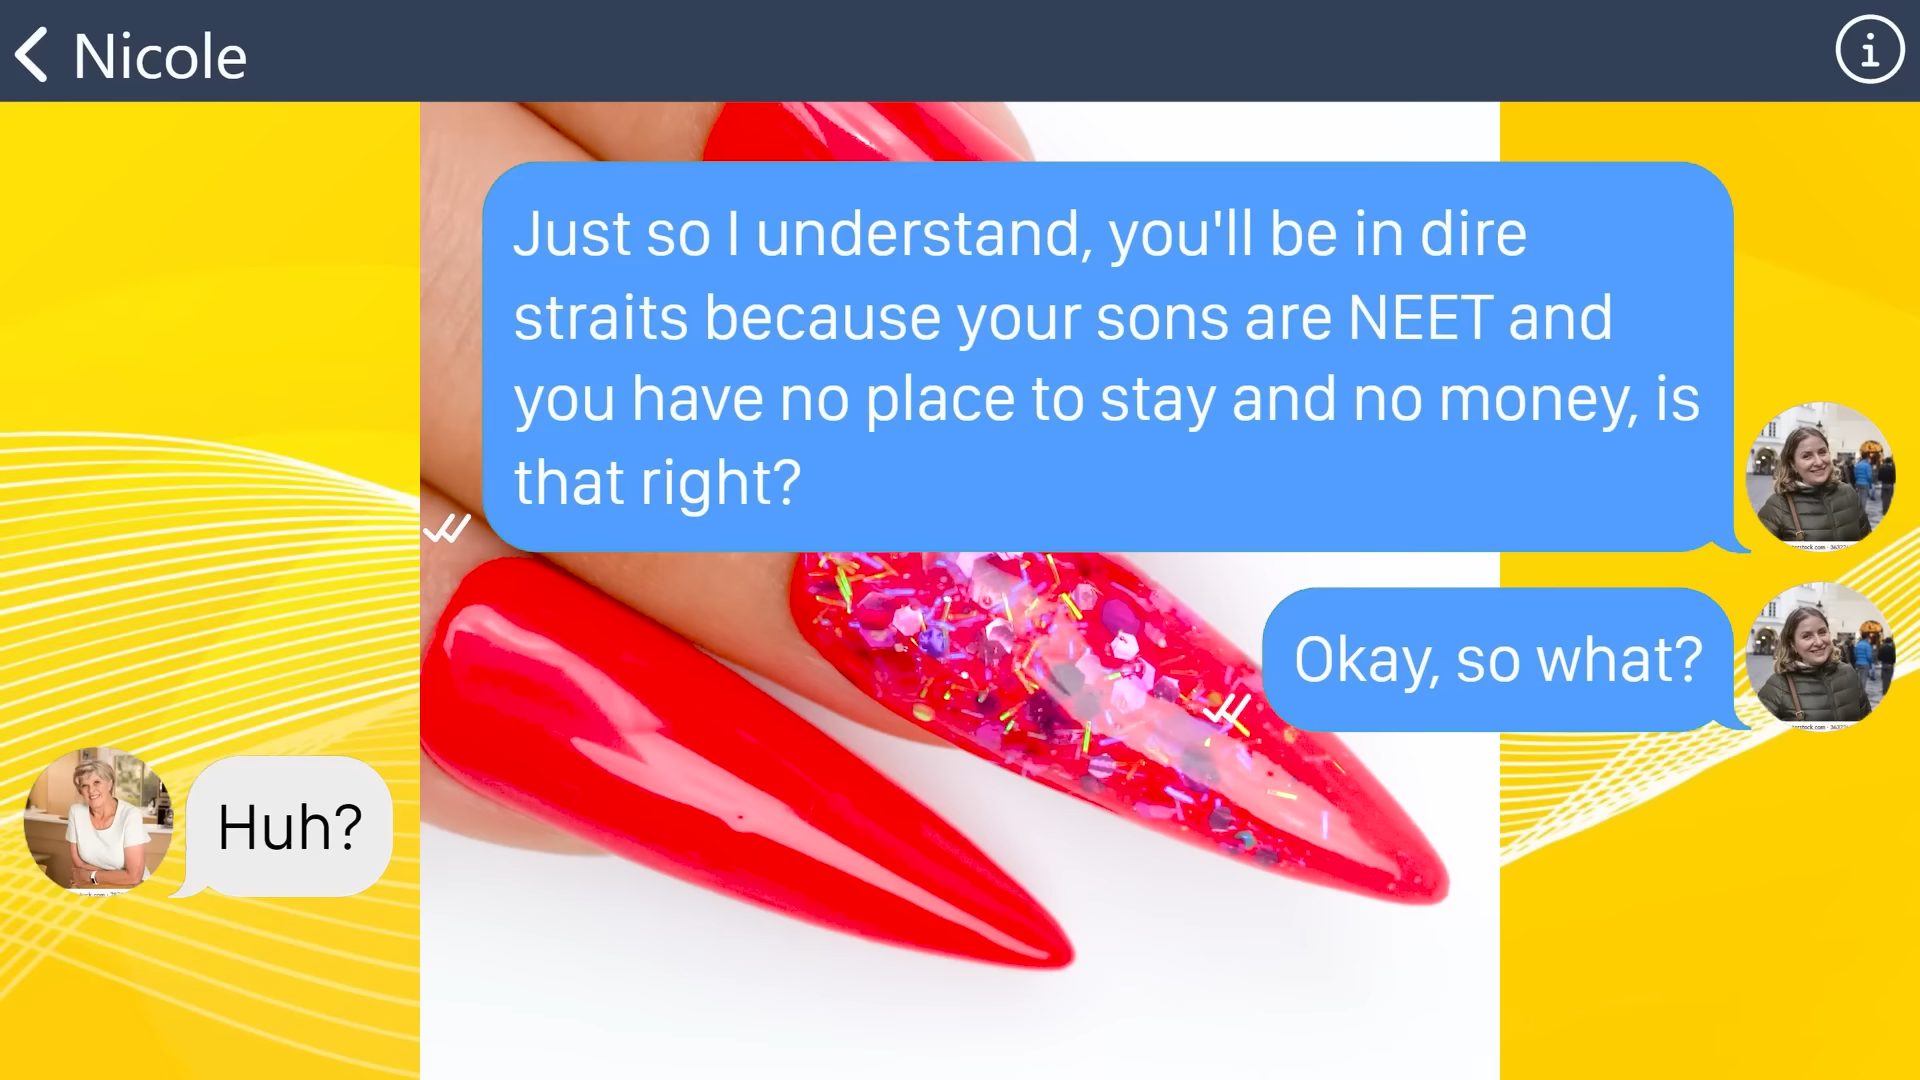 Nicole
Just so I understand, you'll be in dire
straits because your sons are NEET and
you have no place to stay and no money, is
that right?
Okay, so what?
Huh?